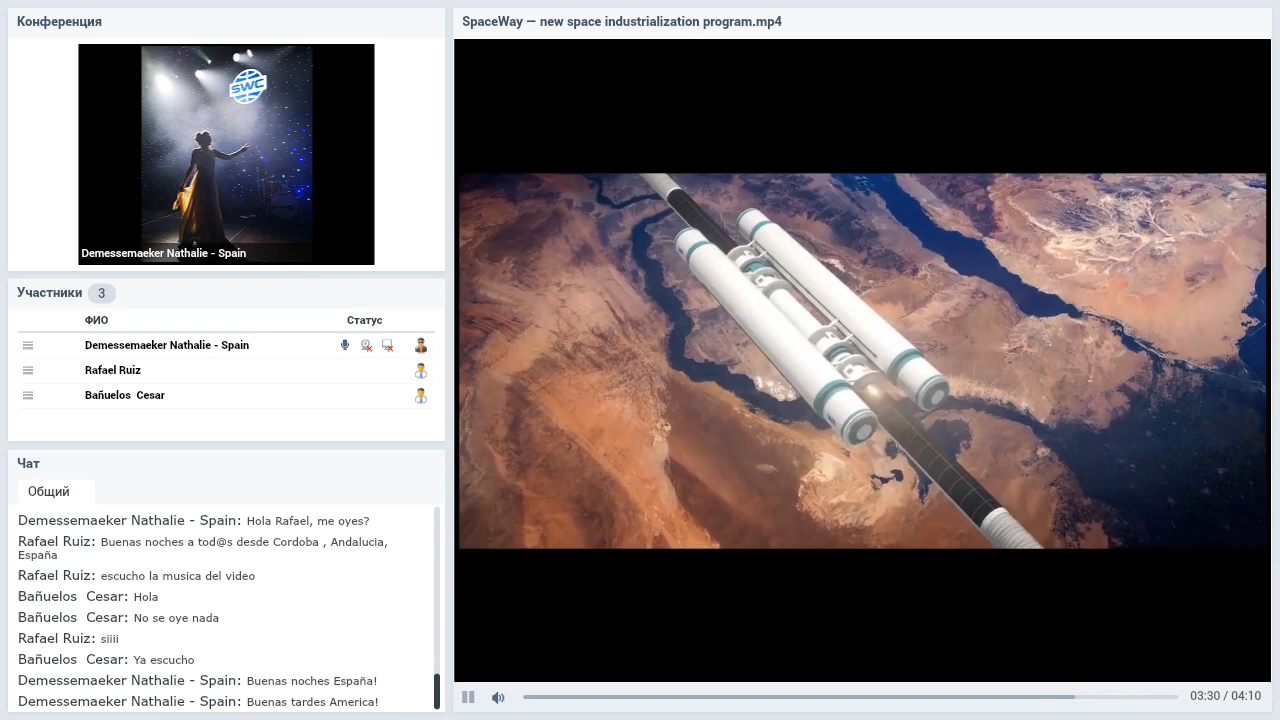 Конференция
SWC
Demessemaeker Nathalie - Spain
Участники 3
ФИО Статус
Demessemaeker Nathalie - Spain
Rafael Ruiz
Bañuelos  Cesar
Чат
Общий
Demessemaeker Nathalie - Spain: Hola Rafael, me oyes?
Rafael Ruiz: Buenas noches a tod@s desde Cordoba , Andalucia,
España
Rafael Ruiz: escucho la musica del video
Bañuelos  Cesar: Hola
Bañuelos  Cesar: No se oye nada
Rafael Ruiz: siiii
Bañuelos  Cesar: Ya escucho
Demessemaeker Nathalie - Spain: Buenas noches España!
Demessemaeker Nathalie - Spain: Buenas tardes America!
SpaceWay — new space industrialization program.mp4
03:30 / 04:10